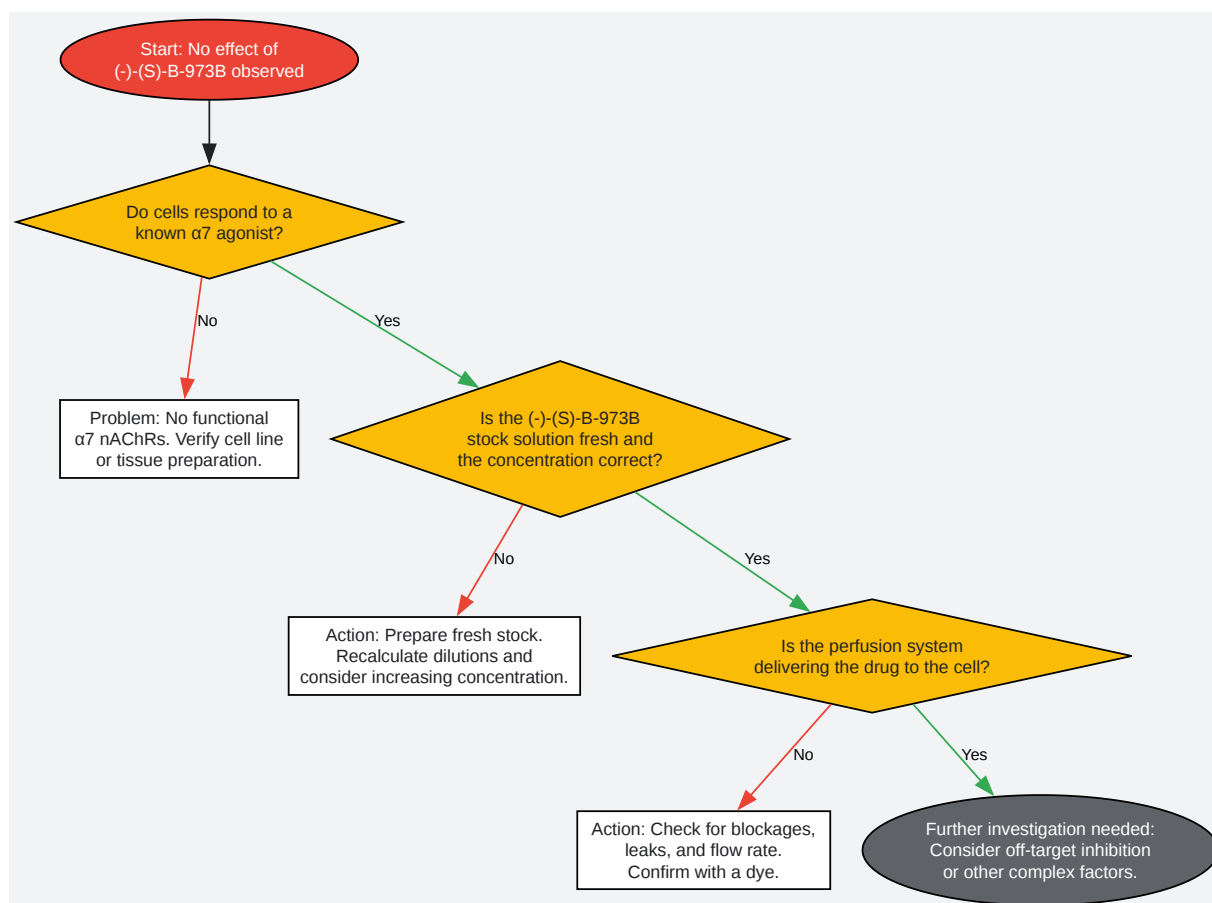 Start: No effect of
(-)-(S)-B-973B observed
Do cells respond to a
known α7 agonist?
No
Yes
Problem: No functional
α7 nAChRs. Verify cell line
or tissue preparation.
Is the (-)-(S)-B-973B
stock solution fresh and
the concentration correct?
No
Yes
Action: Prepare fresh stock.
Recalculate dilutions and
consider increasing concentration.
Is the perfusion system
delivering the drug to the cell?
No
Yes
Action: Check for blockages,
leaks, and flow rate.
Confirm with a dye.
Further investigation needed:
Consider off-target inhibition
or other complex factors.